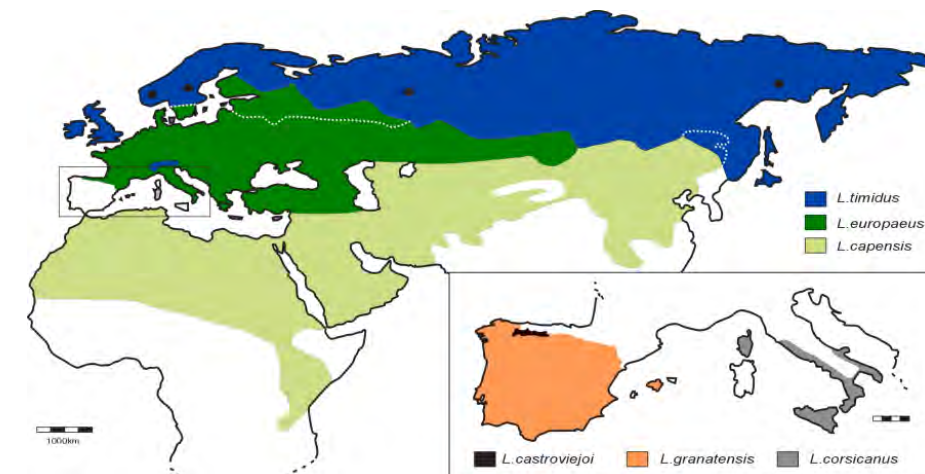 L.timidus
L.europaeus
L.capensis
1000km
L.castroviejoi
L.granatensis
L.corsicanus